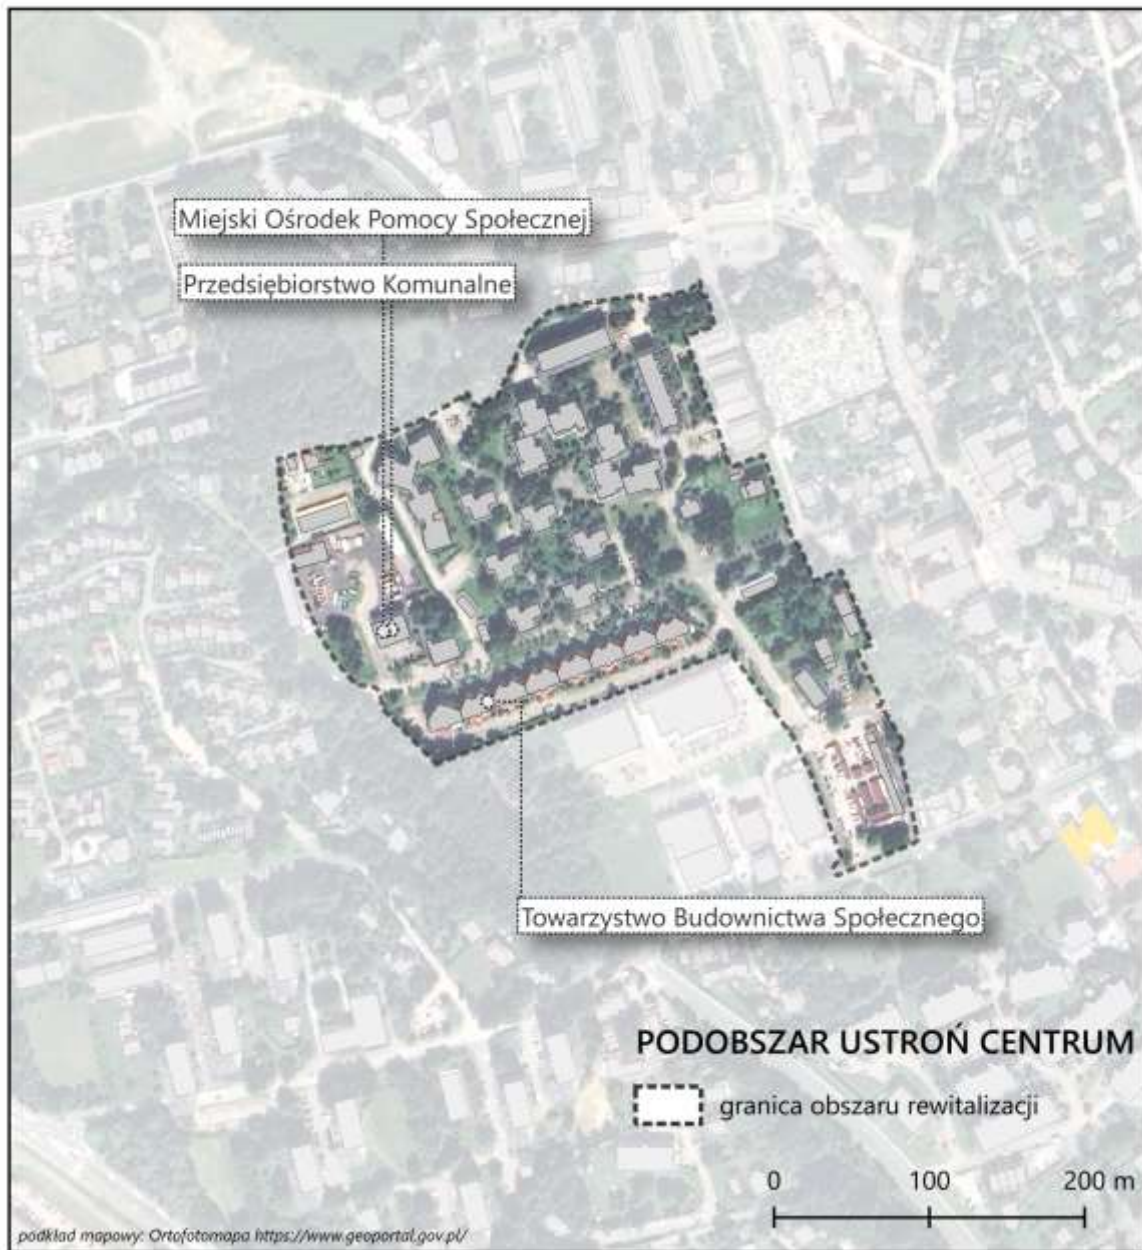 Miejski Ośrodek Pomocy Społecznej
Przedsiębiorstwo Komunalne
Towarzystwo Budownictwa Społecznego
PODOBSZAR USTROŃ CENTRUM
granica obszaru rewitalizacji
0 100 200 m
podkład mapowy: Ortofotomapa https://www.geoportal.gov.pl/